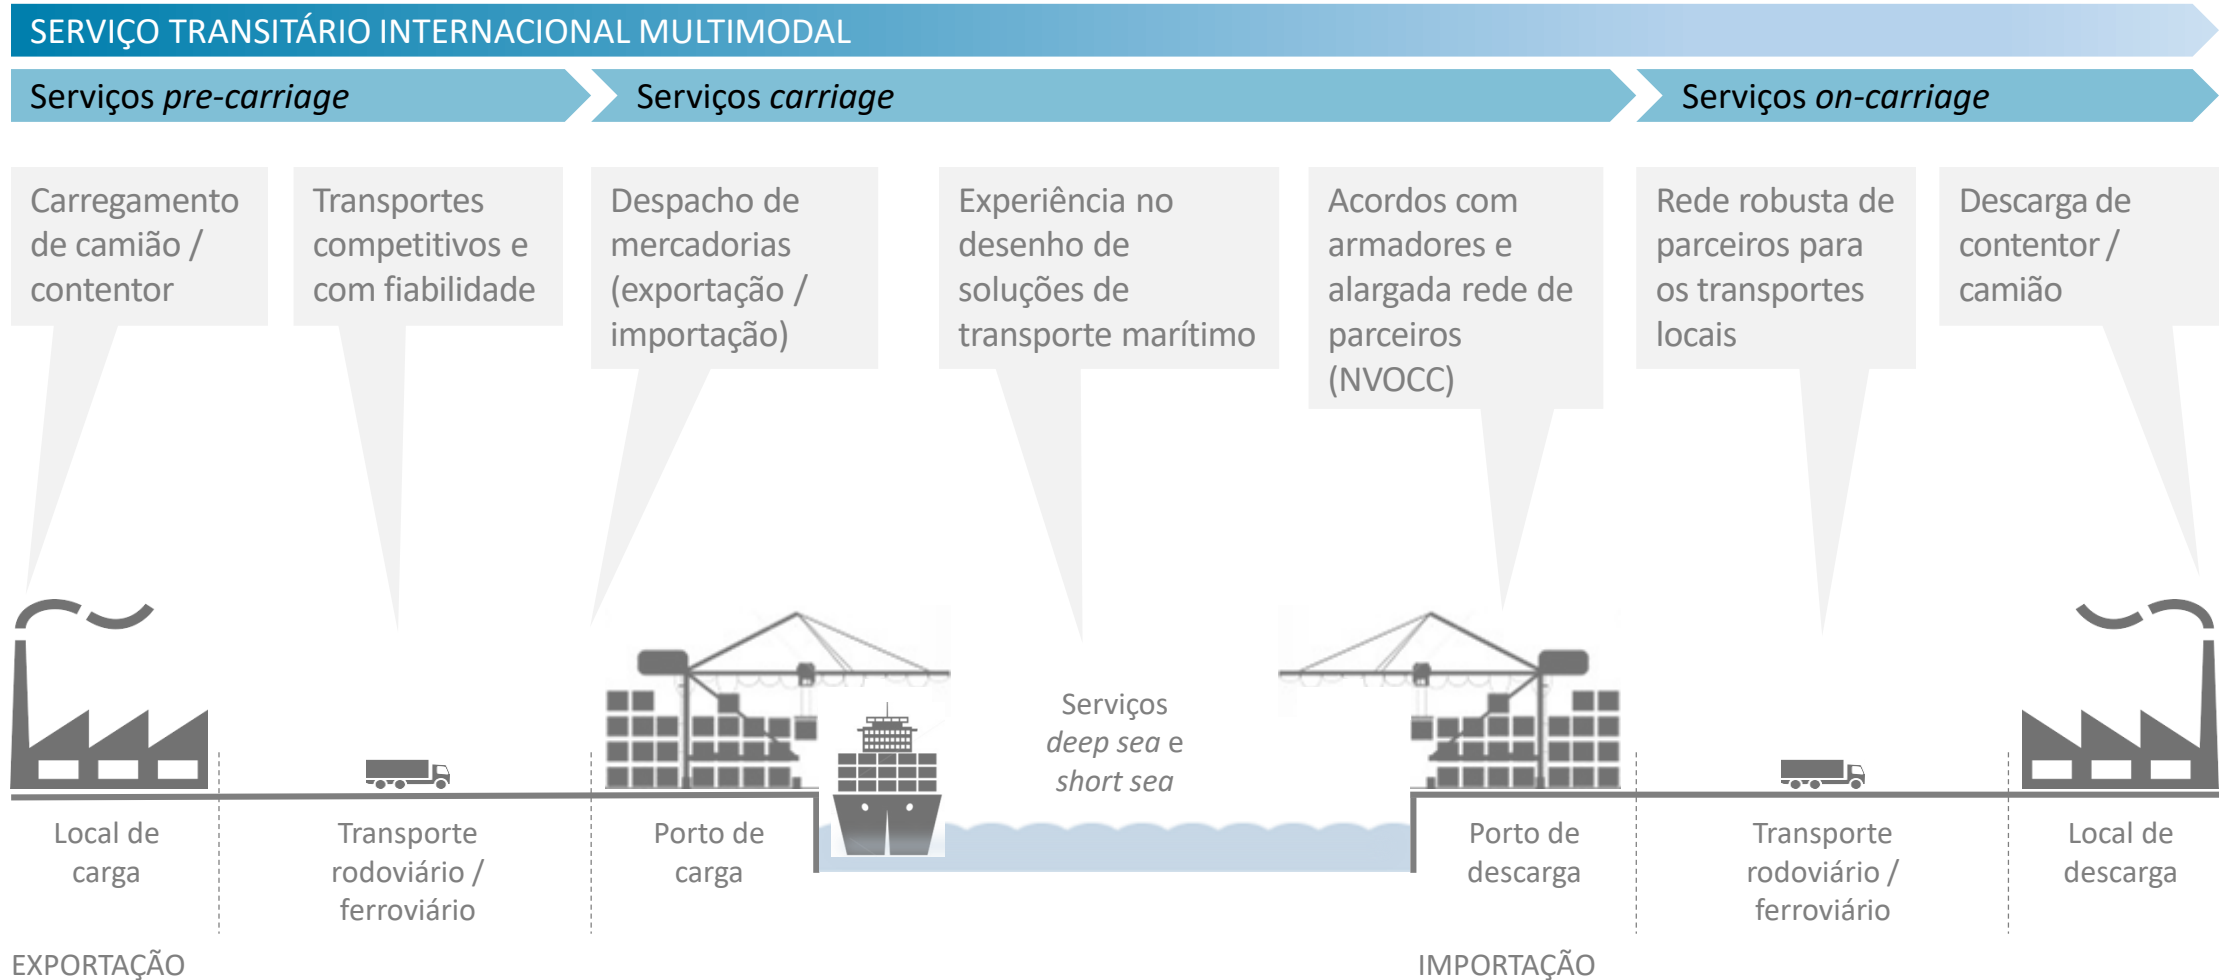 SERVIÇO TRANSITÁRIO INTERNACIONAL MULTIMODAL
Serviços pre-carriage
Serviços carriage
Serviços on-carriage
Carregamento
de camião /
contentor
Transportes
competitivos e
com fiabilidade
Despacho de
mercadorias
(exportação /
importação)
Experiência no
desenho de
soluções de
transporte marítimo
Acordos com
armadores e
alargada rede de
parceiros
(NVOCC)
Rede robusta de
parceiros para
os transportes
locais
Descarga de
contentor /
camião
Serviços
deep sea e
short sea
Local de
carga
Transporte
rodoviário /
ferroviário
Porto de
carga
Porto de
descarga
Transporte
rodoviário /
ferroviário
Local de
descarga
EXPORTAÇÃO
IMPORTAÇÃO